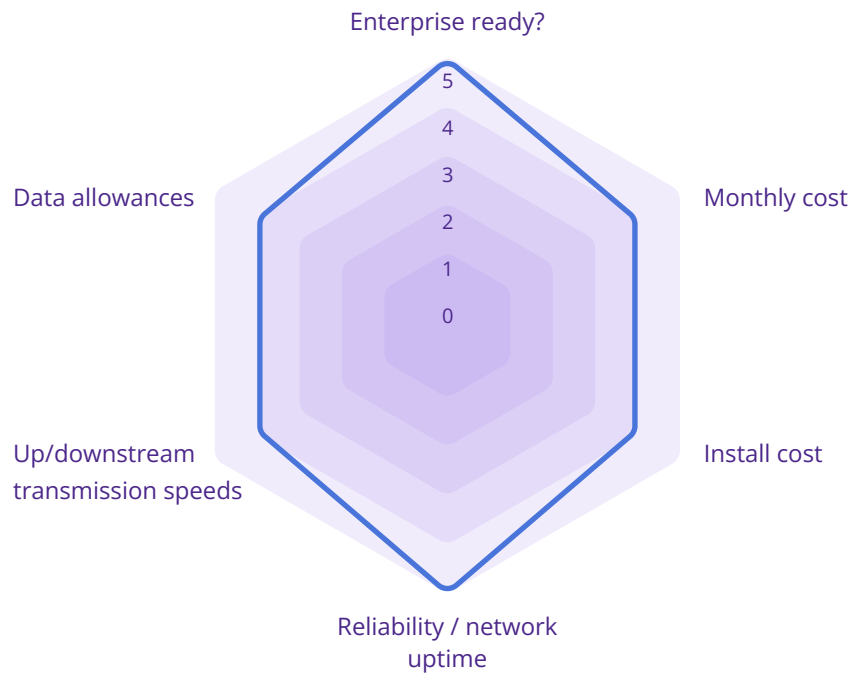 Enterprise ready?
5
4
3
2
1
0
Data allowances
Monthly cost
Up/downstream
transmission speeds
Install cost
Reliability / network
uptime